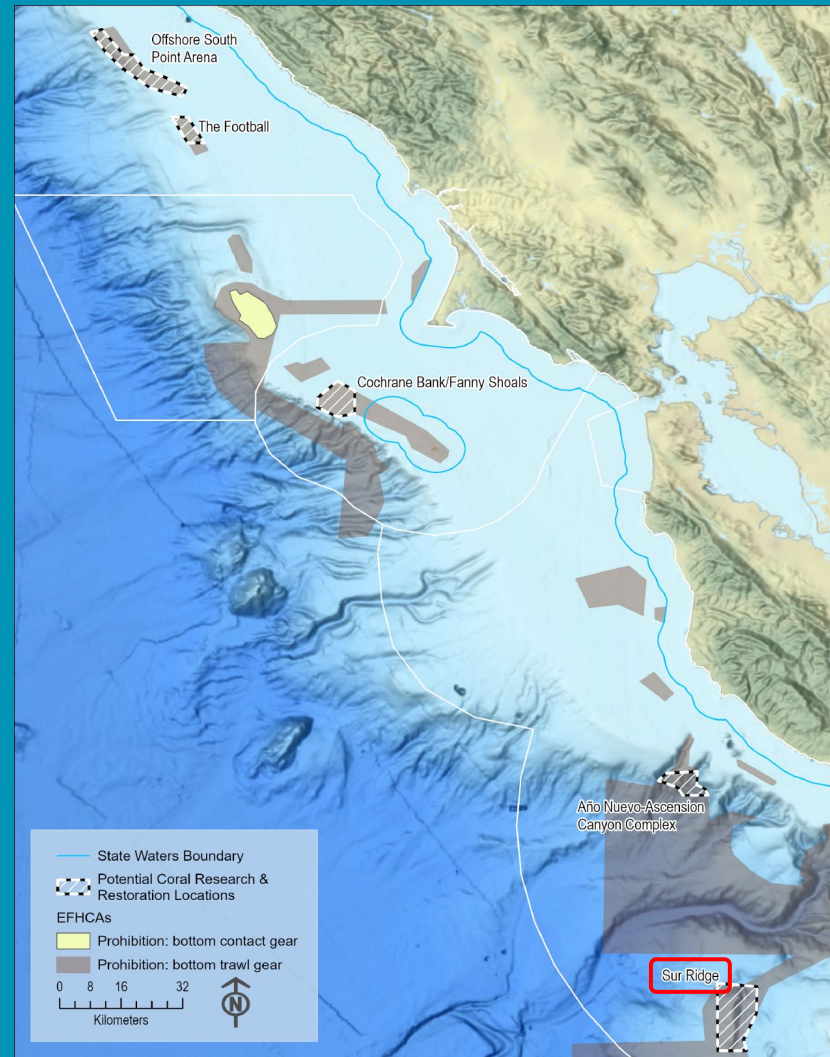 Offshore South
Point Arena
The Football
Cochrane Bank/Fanny Shoals
Año Nuevo-Ascension
Canyon Complex
Sur Ridge
State Waters Boundary
Potential Coral Research &
Restoration Locations
EFHCAs
Prohibition: bottom contact gear
Prohibition: bottom trawl gear
0 8 16 32
Kilometers
N